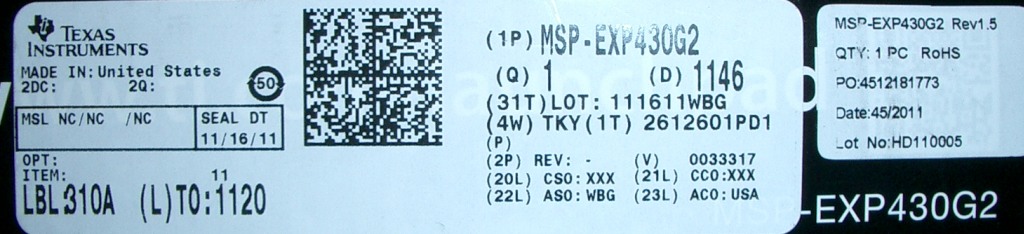 TEXAS
INSTRUMENTS
MADE IN: United States
2DC: 2Q:
50
MSL NC/NC /NC
SEAL DT
11/16/11
OPT:
ITEM: 11
LBL:310A (L)TO:1120
(1P) MSP-EXP430G2
(Q) 1 (D) 1146
(31T)LOT: 111611WBG
(4W) TKY(1T) 2612601PD1
(P)
(2P) REV: - (V) 0033317
(20L) CSO:XXX (21L) CCO:XXX
(22L) ASO:WBG (23L) ACO:USA
MSP-EXP430G2 Rev1.5
QTY: 1 PC RoHS
PO:4512181773
Date:45/2011
Lot No:HD110005
MSP-EXP430G2